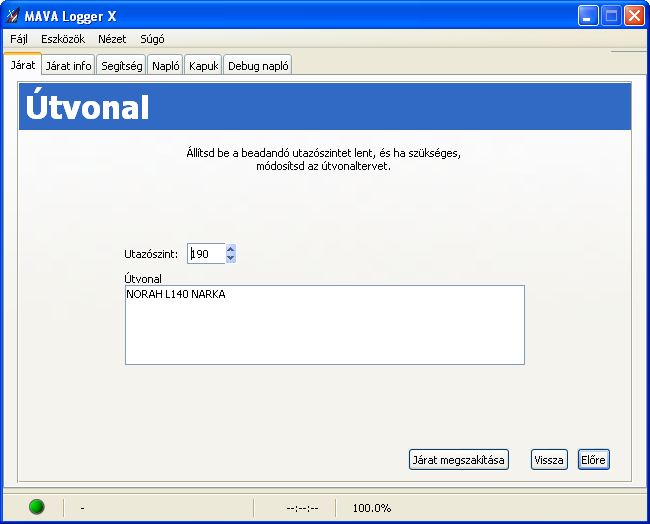 MAVA Logger X
Fájl Eszközök Nézet Súgó
Járat Járat info Segítség Napló Kapuk Debug napló
Útvonal
Állítsd be a beadandó utazószintet lent, és ha szükséges,
módosítsd az útvonaltervet.
Utazószint: 190
Útvonal
NORAH L140 NARKA
Járat megszakítása Vissza Előre
- --:--:-- 100.0%